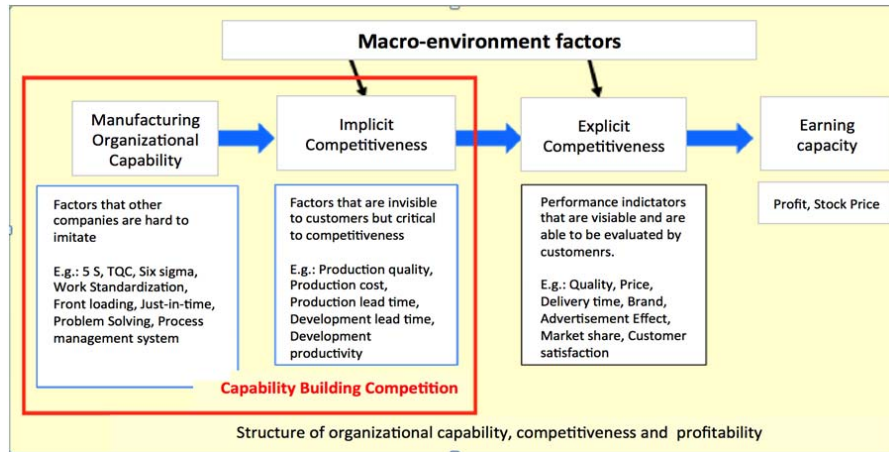 Macro-environment factors
Manufacturing
Organizational
Capability
Implicit
Competitiveness
Explicit
Competitiveness
Earning
capacity
Factors that other
companies are hard to
imitate
E.g.: 5 S, TQC, Six sigma,
Work Standardization,
Front loading, Just-in-time,
Problem Solving, Process
management system
Factors that are invisible
to customers but critical
to competitiveness
E.g.: Production quality,
Production cost,
Production lead time,
Development lead time,
Development
productivity
Performance indictators
that are visiable and are
able to be evaluated by
customenrs.
E.g.: Quality, Price,
Delivery time, Brand,
Advertisement Effect,
Market share, Customer
satisfaction
Profit, Stock Price
Capability Building Competition
Structure of organizational capability, competitiveness and profitability